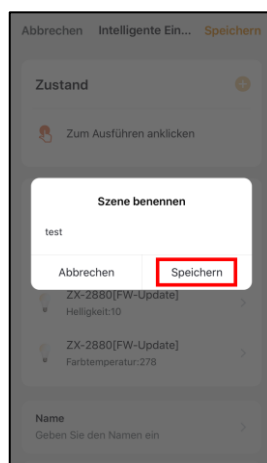 Abbrechen Intelligente Ein... Speichern
Zustand
Zum Ausführen anklicken
Szene benennen
test
Abbrechen Speichern
ZX-2880[FW-Update]
Helligkeit:10
ZX-2880[FW-Update]
Farbtemperatur:278
Name
Geben Sie den Namen ein